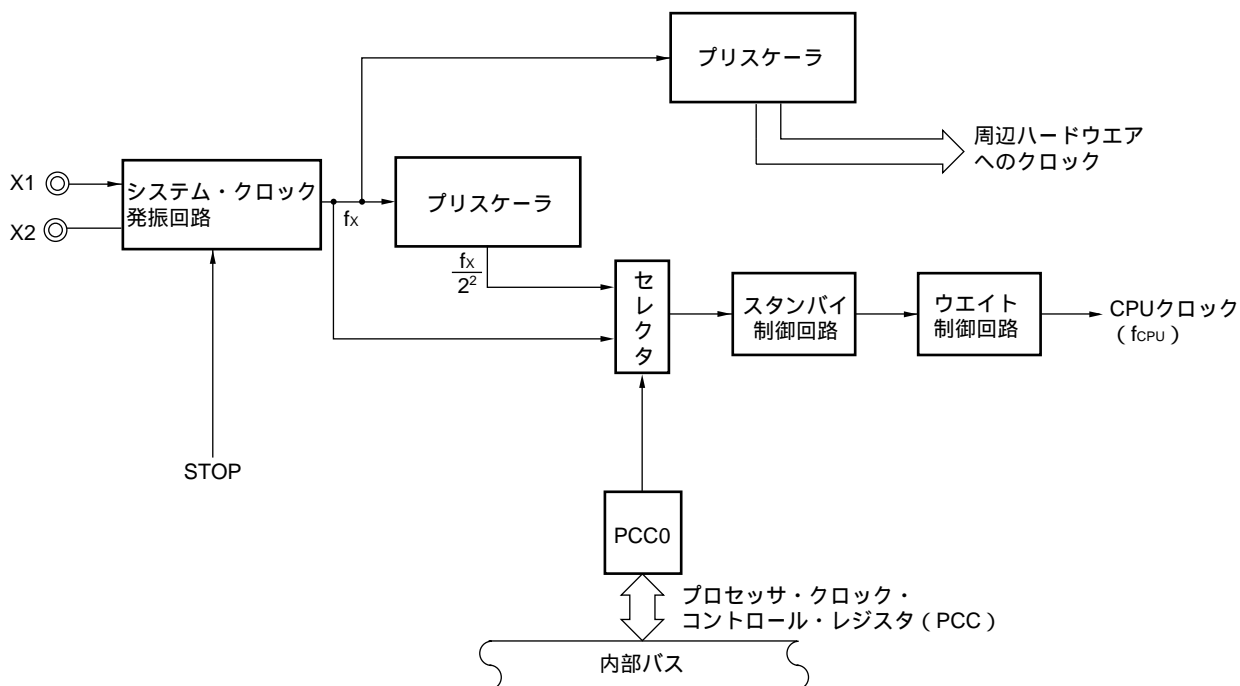 プリスケーラ
周辺ハードウエア
へのクロック
X1
X2
システム・クロック
発振回路
fX
プリスケーラ
fX
2²
セレクタ
スタンバイ
制御回路
ウエイト
制御回路
CPUクロック
(fCPU)
STOP
PCC0
プロセッサ・クロック・
コントロール・レジスタ(PCC)
内部バス